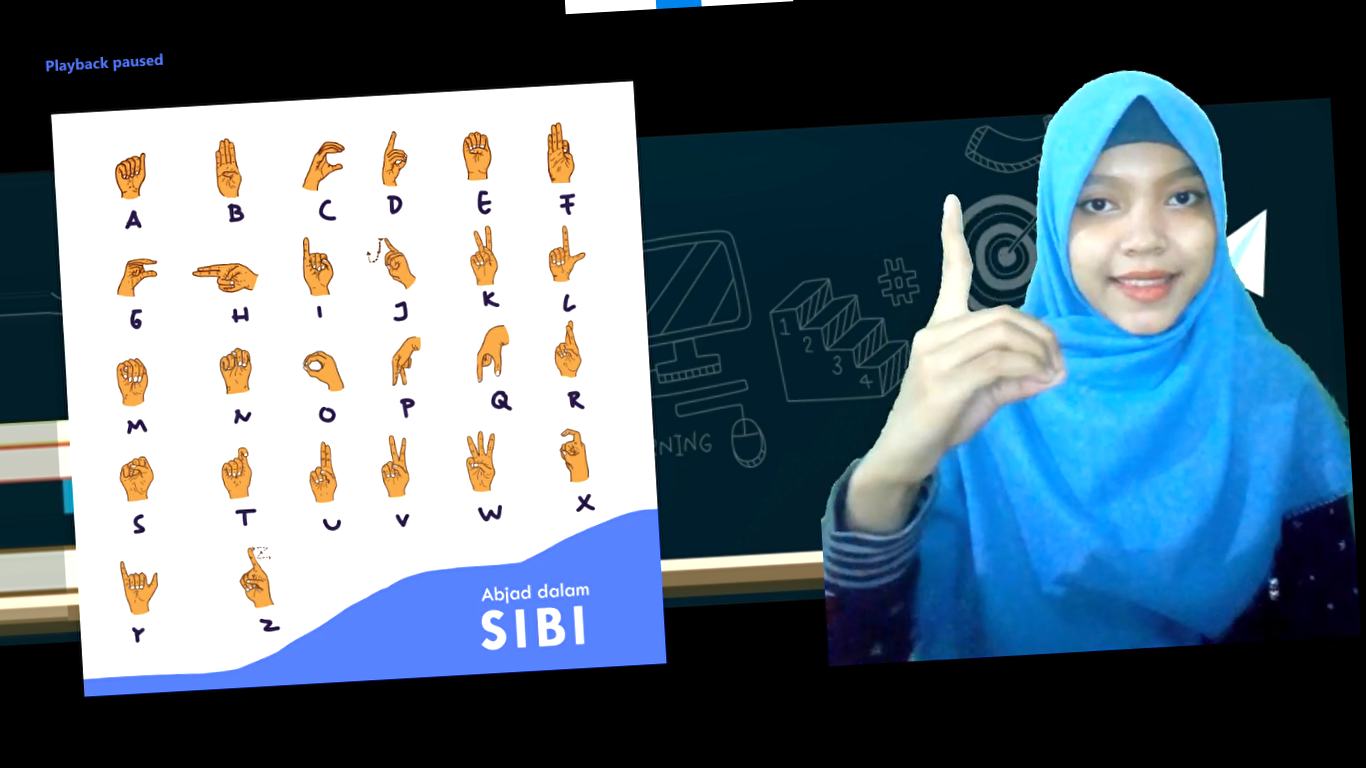 Playback paused
A B C D E F
G H I J K L
M N O P Q R
S T U V W X
Y Z
Abjad dalam
SIBI
1
2
3
4
#
NING